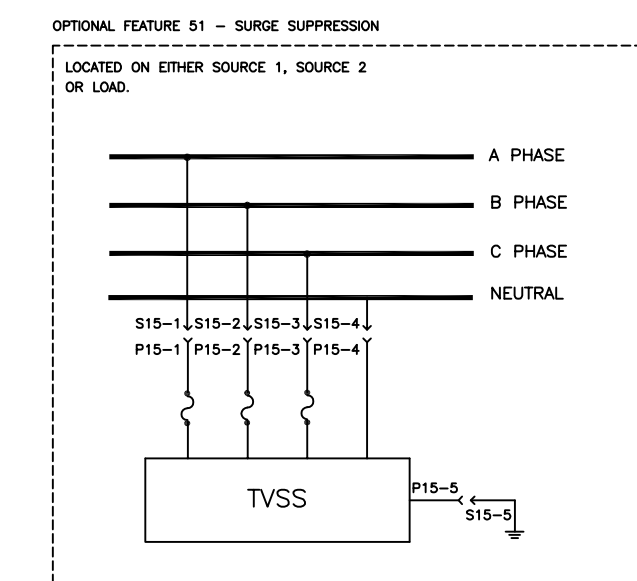 OPTIONAL FEATURE 51 – SURGE SUPPRESSION
LOCATED ON EITHER SOURCE 1, SOURCE 2
OR LOAD.
A PHASE
B PHASE
C PHASE
NEUTRAL
S15-1 S15-2 S15-3 S15-4
P15-1 P15-2 P15-3 P15-4
TVSS
P15-5
S15-5